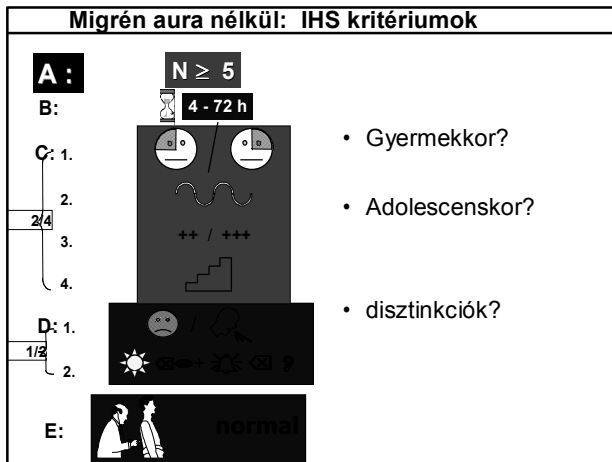 Migrén aura nélkül: IHS kritériumok
A :
N ≥ 5
B:
4 - 72 h
C: 1.
2.
2/4
3.
++ / +++
4.
D: 1.
/
1/2
2.
+
E:
normal
• Gyermekkor?
• Adolescenskor?
• disztinkciók?